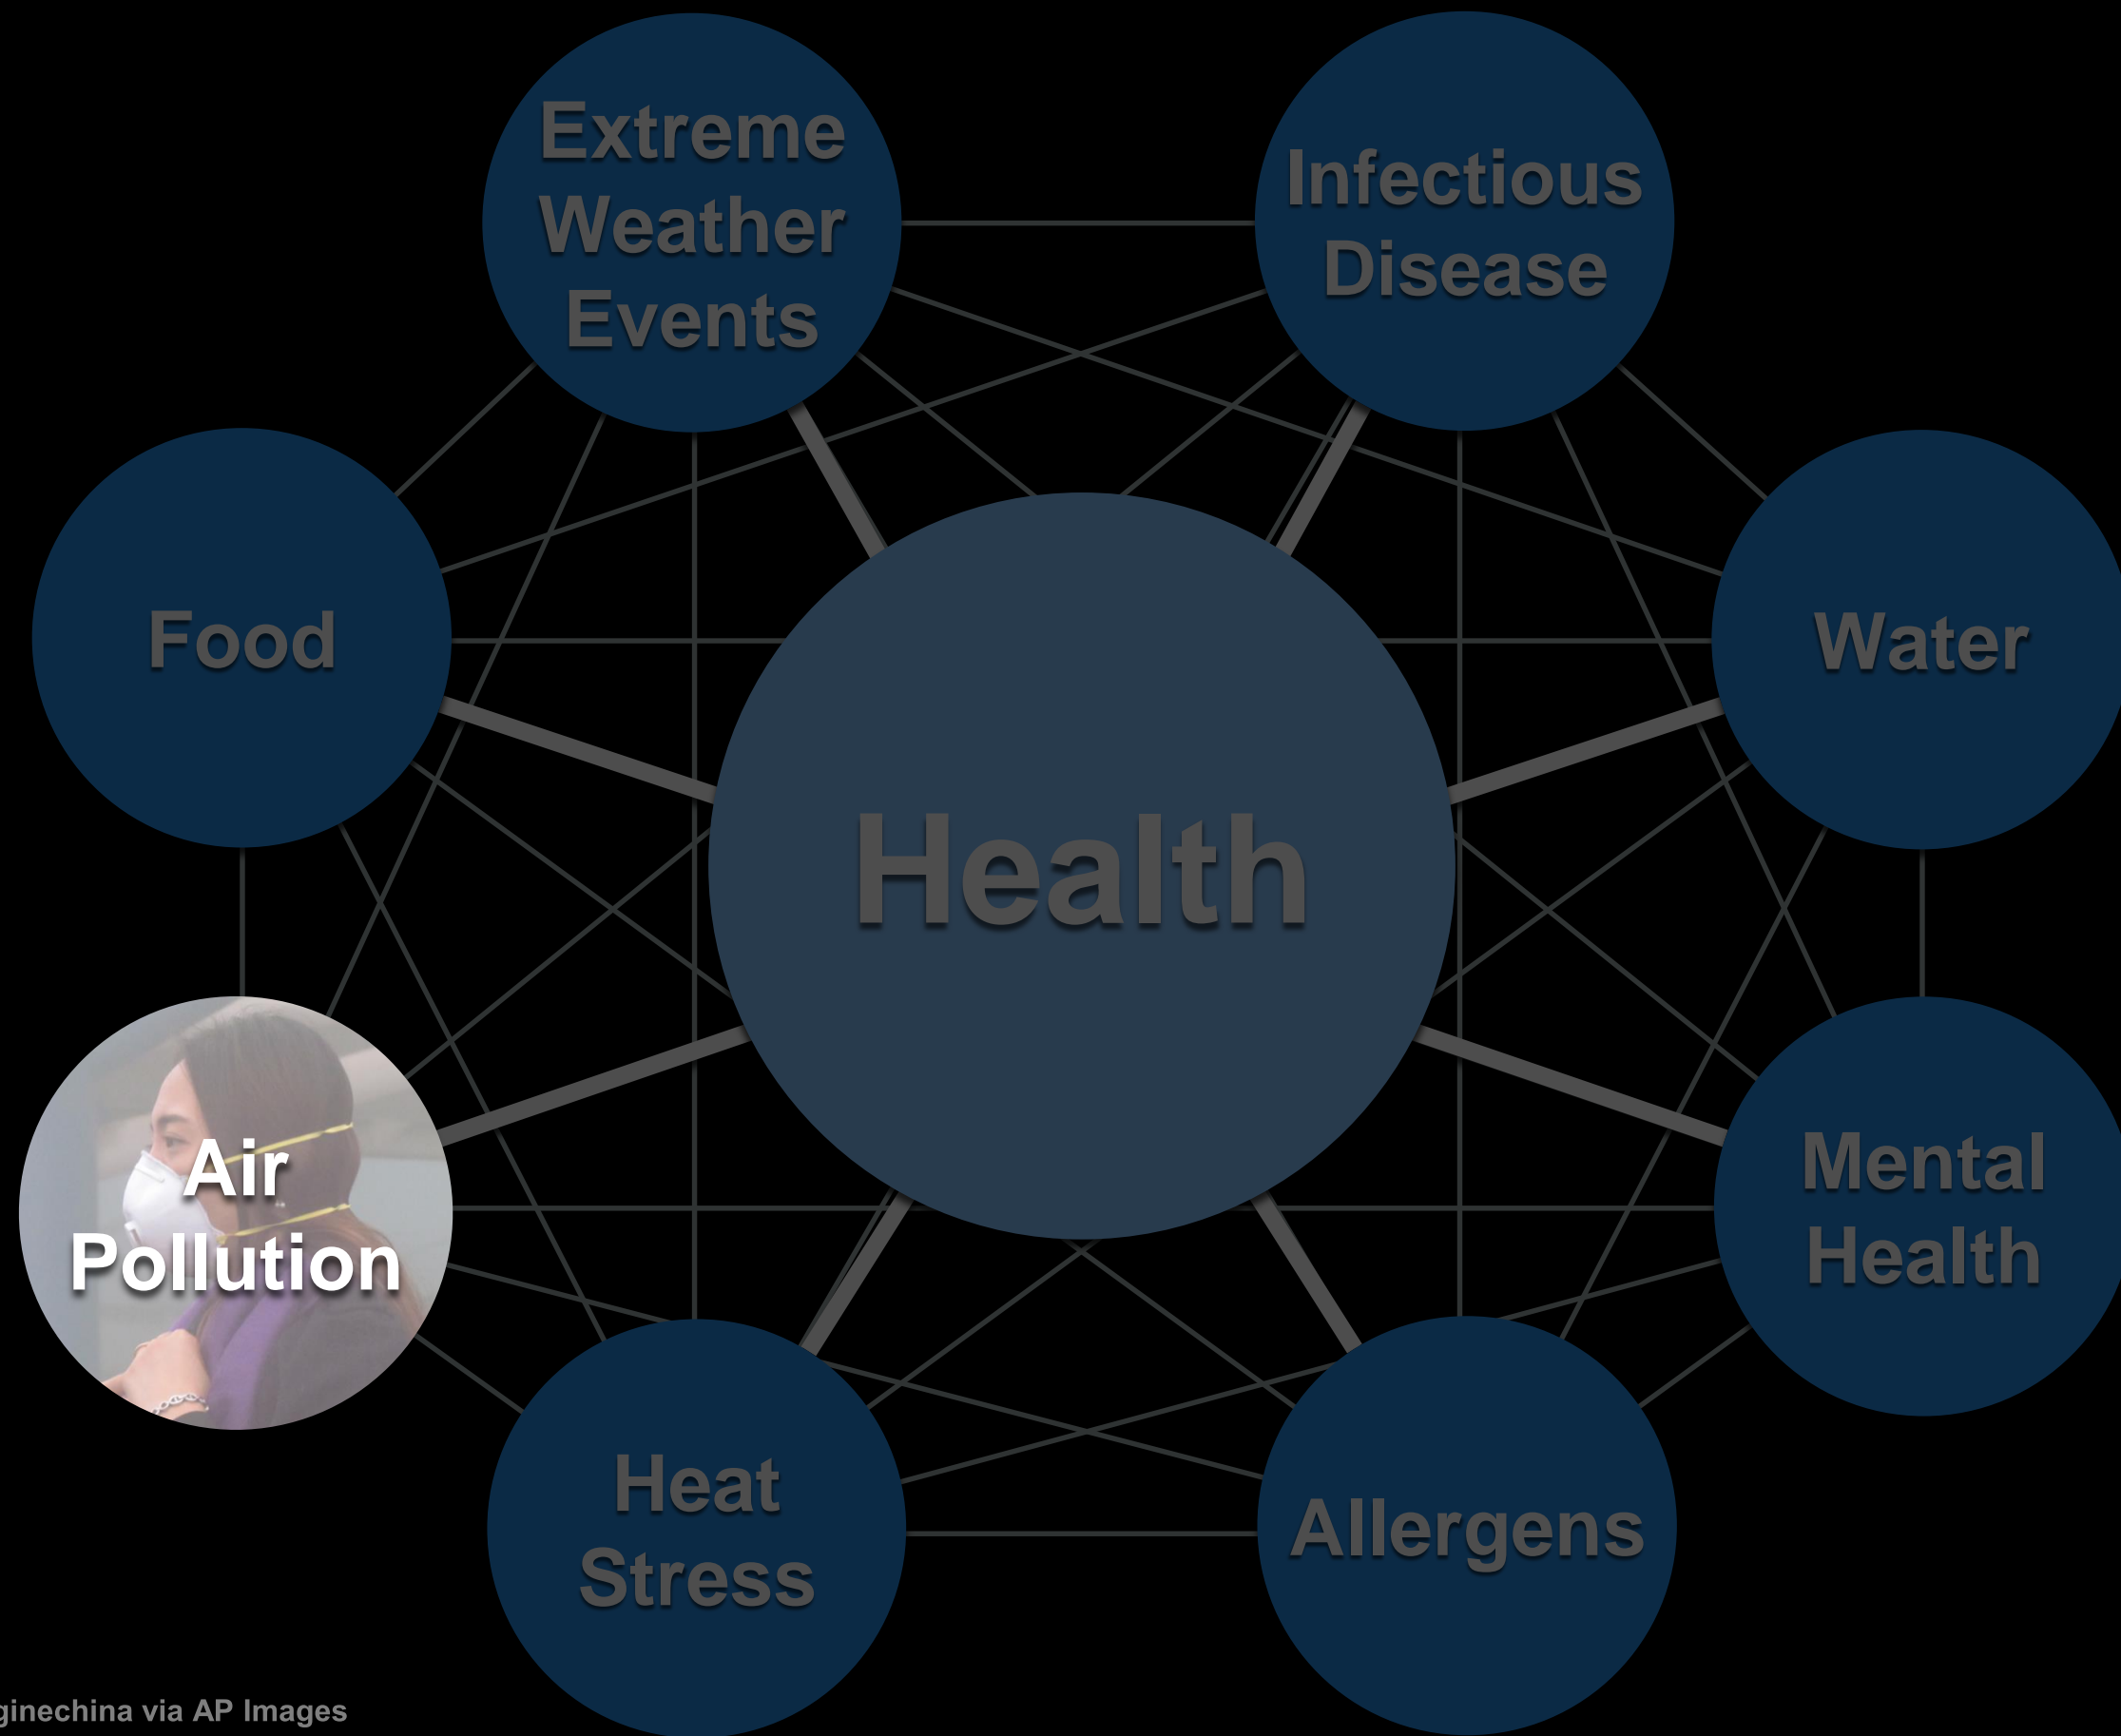 Extreme
Weather
Events
Infectious
Disease
Food
Water
Health
Air
Pollution
Mental
Health
Heat
Stress
Allergens
ginechina via AP Images